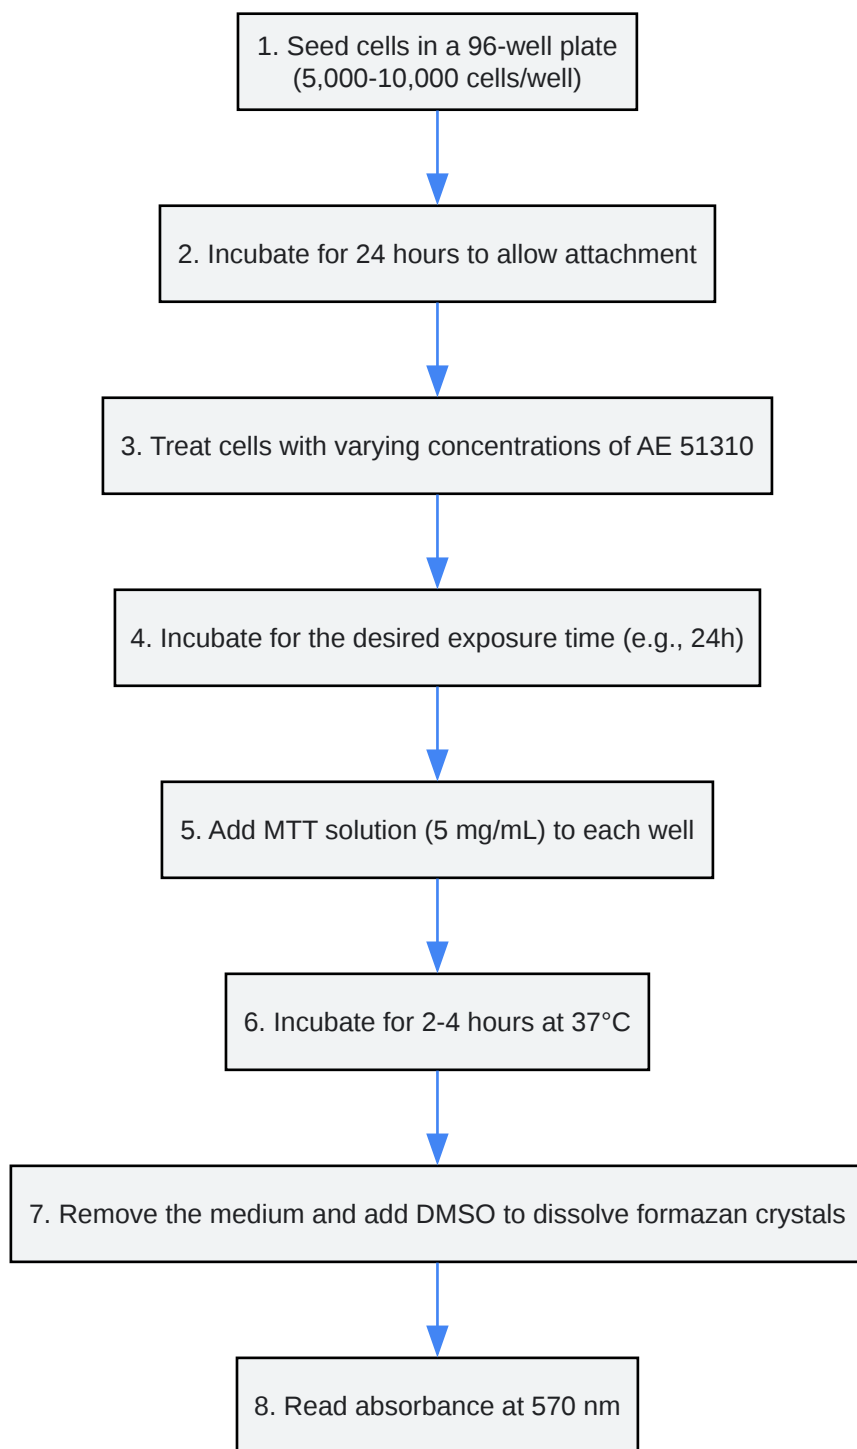 1. Seed cells in a 96-well plate
(5,000-10,000 cells/well)
2. Incubate for 24 hours to allow attachment
3. Treat cells with varying concentrations of AE 51310
4. Incubate for the desired exposure time (e.g., 24h)
5. Add MTT solution (5 mg/mL) to each well
6. Incubate for 2-4 hours at 37°C
7. Remove the medium and add DMSO to dissolve formazan crystals
8. Read absorbance at 570 nm